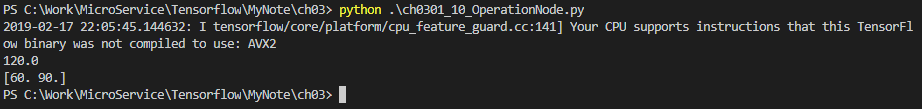 PS C:\Work\MicroService\Tensorflow\MyNote\ch03> python .\ch0301_10_OperationNode.py
2019-02-17 22:05:45.144632: I tensorflow/core/platform/cpu_feature_guard.cc:141] Your CPU supports instructions that this TensorFl
ow binary was not compiled to use: AVX2
120.0
[60. 90.]
PS C:\Work\MicroService\Tensorflow\MyNote\ch03>